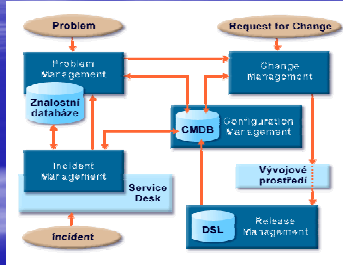 Problem
Request for Change
Problem
Management
Change
Management
Znalostní
databáze
CMDB
Configuration
Management
Incident
Management
Service
Desk
Vývojové
prostředí
Incident
DSL
Release
Management